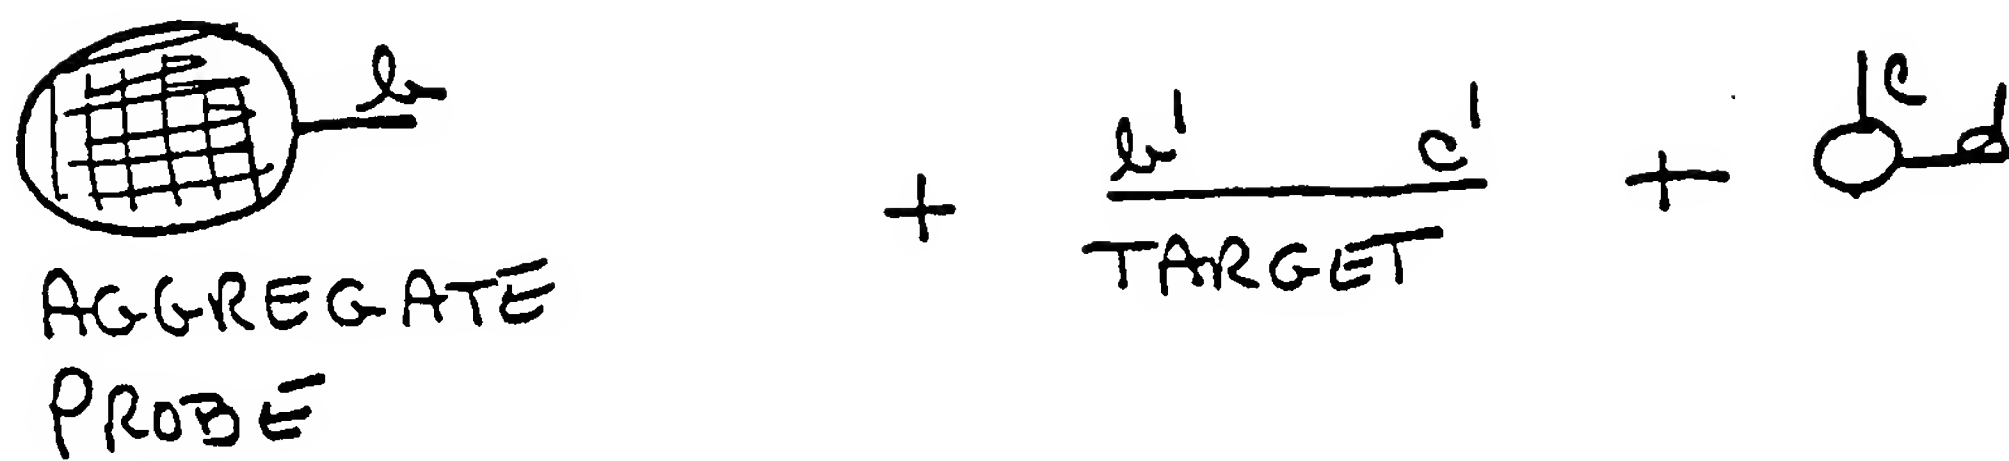 b + b' c' + c d
TARGET
AGGREGATE
PROBE